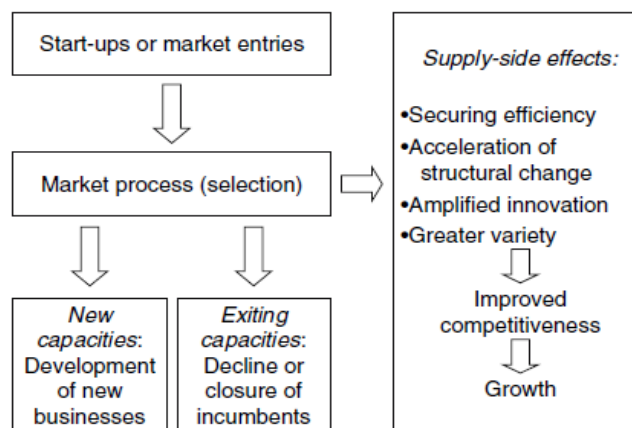 Start-ups or market entries
Market process (selection)
New
capacities:
Development
of new
businesses
Exiting
capacities:
Decline or
closure of
incumbents
Supply-side effects:
•Securing efficiency
•Acceleration of
structural change
•Amplified innovation
•Greater variety
Improved
competitiveness
Growth